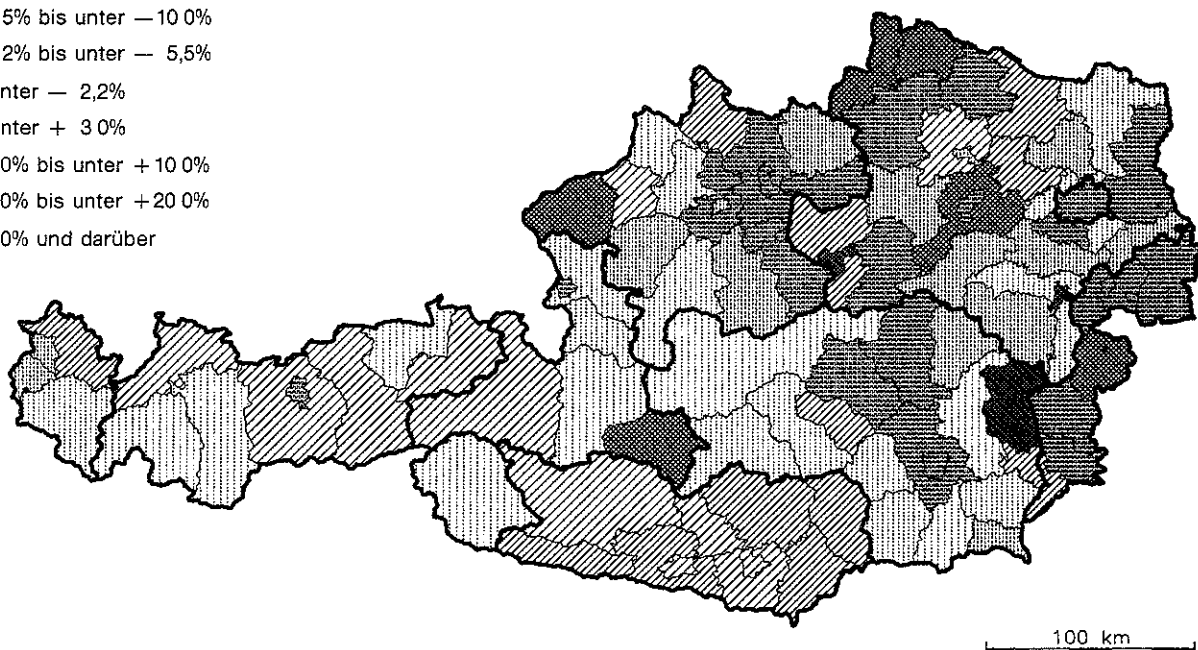 5% bis unter —10 0%
2% bis unter — 5,5%
nter — 2,2%
nter + 3 0%
0% bis unter +10 0%
0% bis unter +20 0%
0% und darüber
100 km